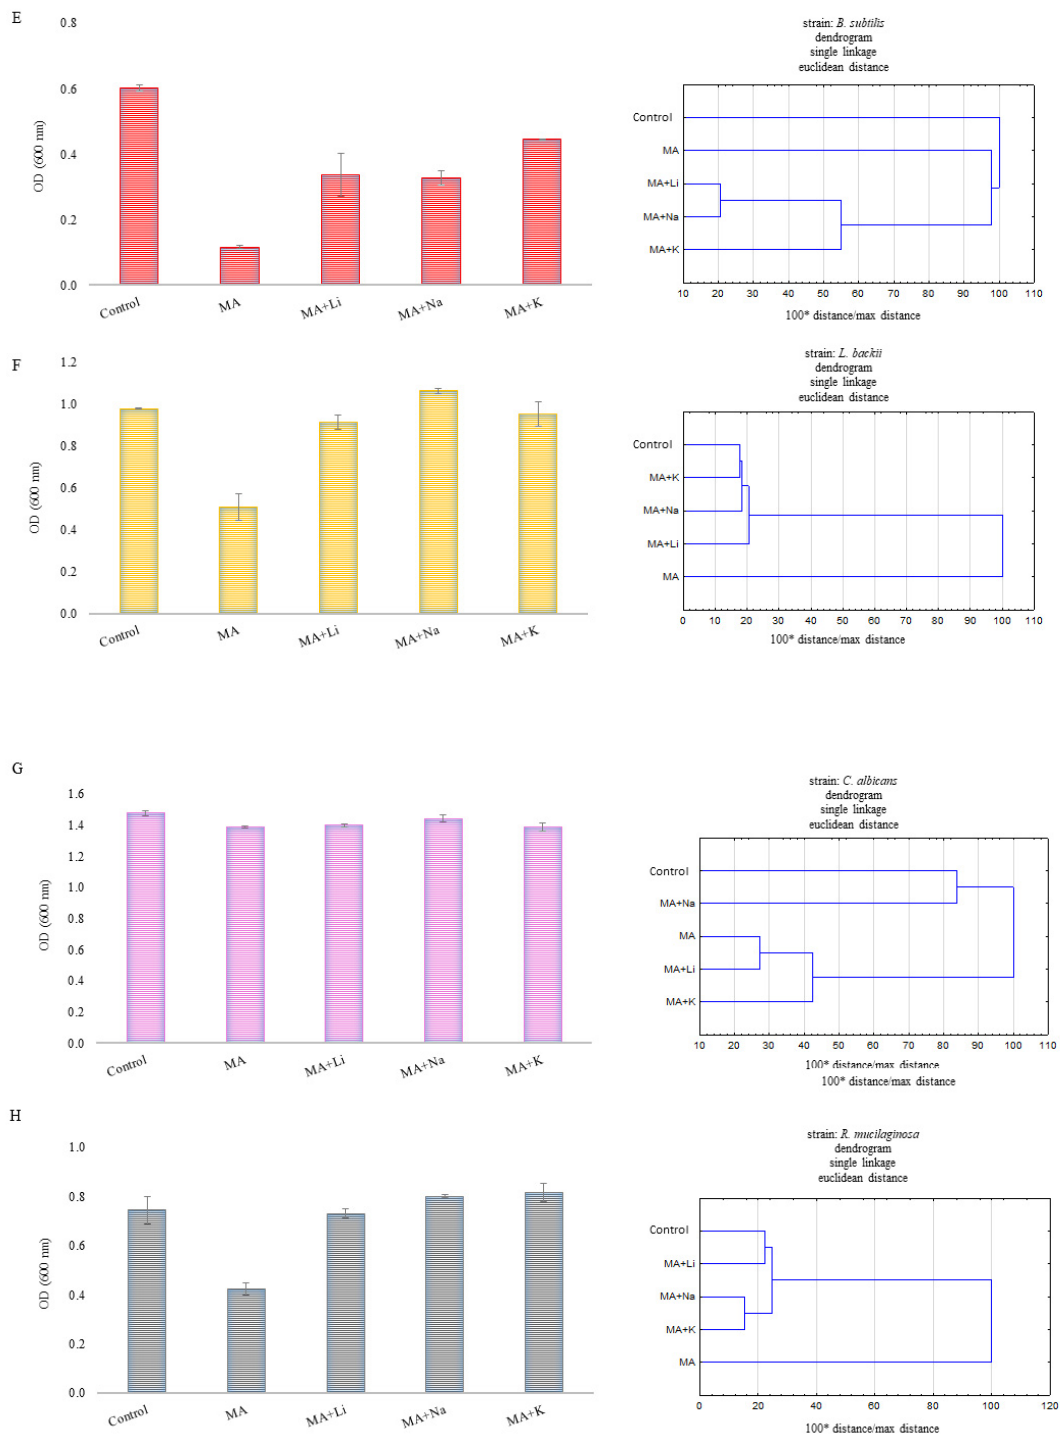 E
0.8
0.6
0.4
0.2
0.0
OD (600 nm)
Control
MA
MA+Li
MA+Na
MA+K
strain: B. subtilis
dendrogram
single linkage
euclidean distance
Control
MA
MA+Li
MA+Na
MA+K
10 20 30 40 50 60 70 80 90 100 110
100* distance/max distance
F
1.2
1.0
0.8
0.6
0.4
0.2
0.0
OD (600 nm)
Control
MA
MA+Li
MA+Na
MA+K
strain: L. backii
dendrogram
single linkage
euclidean distance
Control
MA+K
MA+Na
MA+Li
MA
0 10 20 30 40 50 60 70 80 90 100 110
100* distance/max distance
G
1.6
1.4
1.2
1.0
0.8
0.6
0.4
0.2
0.0
OD (600 nm)
Control
MA
MA+Li
MA+Na
MA+K
strain: C. albicans
dendrogram
single linkage
euclidean distance
Control
MA+Na
MA
MA+Li
MA+K
10 20 30 40 50 60 70 80 90 100 110
100* distance/max distance
100* distance/max distance
H
1.0
0.8
0.6
0.4
0.2
0.0
OD (600 nm)
Control
MA
MA+Li
MA+Na
MA+K
strain: R. mucilaginosa
dendrogram
single linkage
euclidean distance
Control
MA+Li
MA+Na
MA+K
MA
0 20 40 60 80 100 120
100* distance/max distance